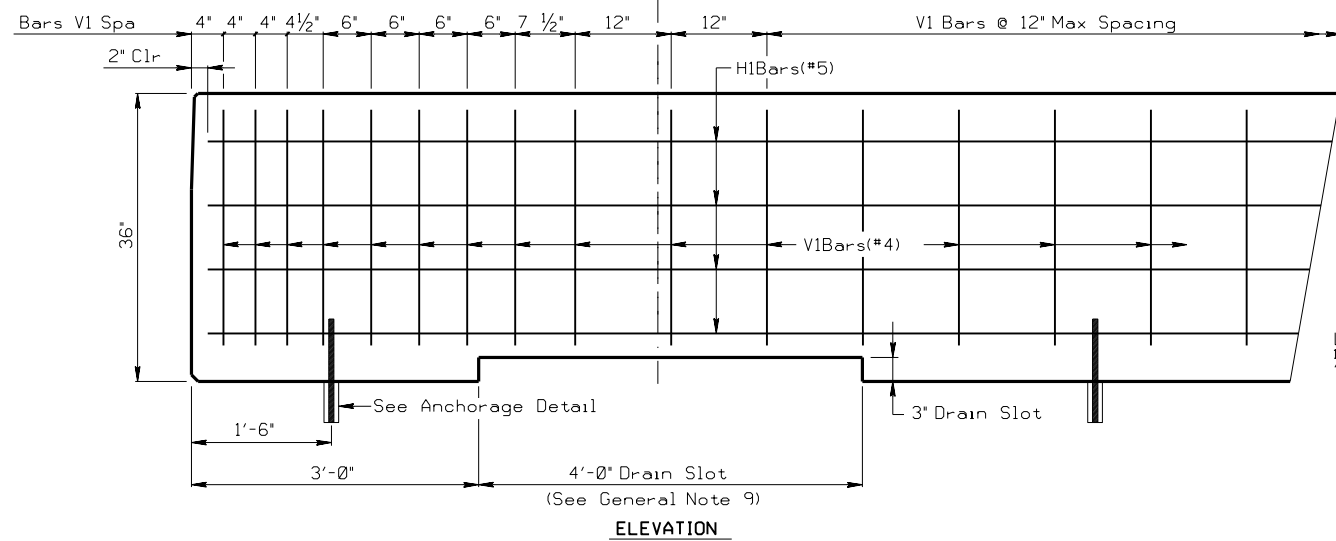 Bars V1 Spa 4" 4" 4" 4½" 6" 6" 6" 6" 7 ½" 12" 12" V1 Bars @ 12" Max Spacing
2" Clr
H1Bars(#5)
36"
V1Bars(#4)
See Anchorage Detail
3" Drain Slot
1'-6"
3'-0" 4'-0" Drain Slot
(See General Note 9)
ELEVATION